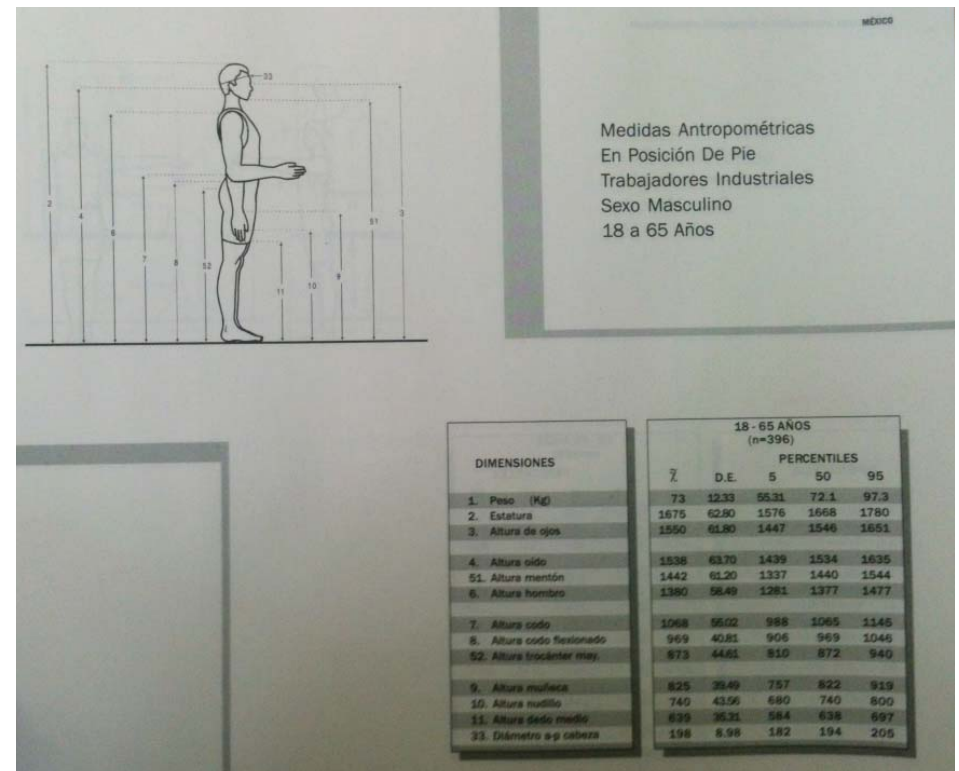 MÉXICO
Medidas Antropométricas
En Posición De Pie
Trabajadores Industriales
Sexo Masculino
18 a 65 Años
33
2
4
6
7
8
52
11
10
9
51
3
18 - 65 AÑOS
(n=396)
DIMENSIONES PERCENTILES
D.E. 5 50 95
1. Peso (Kg) 73 12.33 55.31 72.1 97.3
2. Estatura 1675 62.80 1576 1668 1780
3. Altura de ojos 1550 61.80 1447 1546 1651
4. Altura oído 1538 63.70 1439 1534 1635
51. Altura mentón 1442 61.20 1337 1440 1544
6. Altura hombro 1380 58.49 1281 1377 1477
7. Altura codo 1068 55.02 988 1065 1145
8. Altura codo flexionado 969 40.81 906 969 1046
52. Altura trocánter may. 873 44.61 810 872 940
9. Altura muñeca 825 39.49 757 822 919
10. Altura nudillo 740 43.56 680 740 800
11. Altura dedo medio 639 35.31 584 638 697
33. Diámetro a-p cabeza 198 8.98 182 194 205